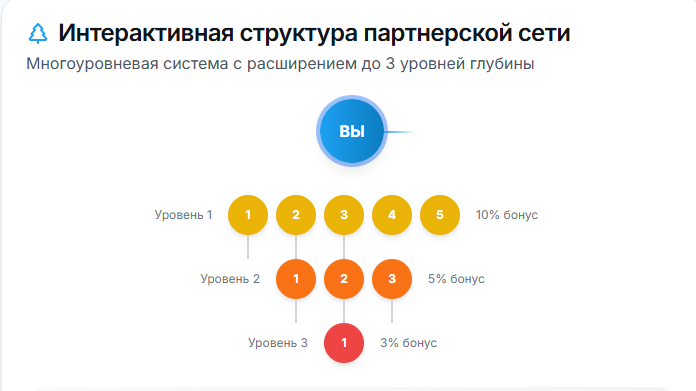 Интерактивная структура партнерской сети
Многоуровневая система с расширением до 3 уровней глубины
ВЫ
Уровень 1 1 2 3 4 5 10% бонус
Уровень 2 1 2 3 5% бонус
Уровень 3 1 3% бонус